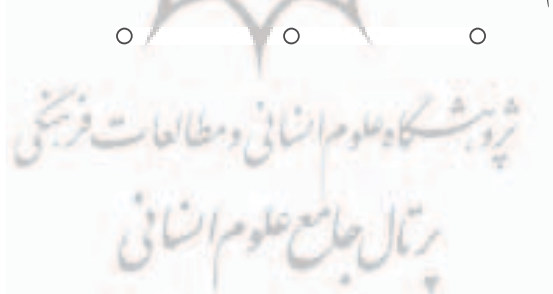 پژوهشگاه علوم انسانی و مطالعات فرهنگی
پرتال جامع علوم انسانی